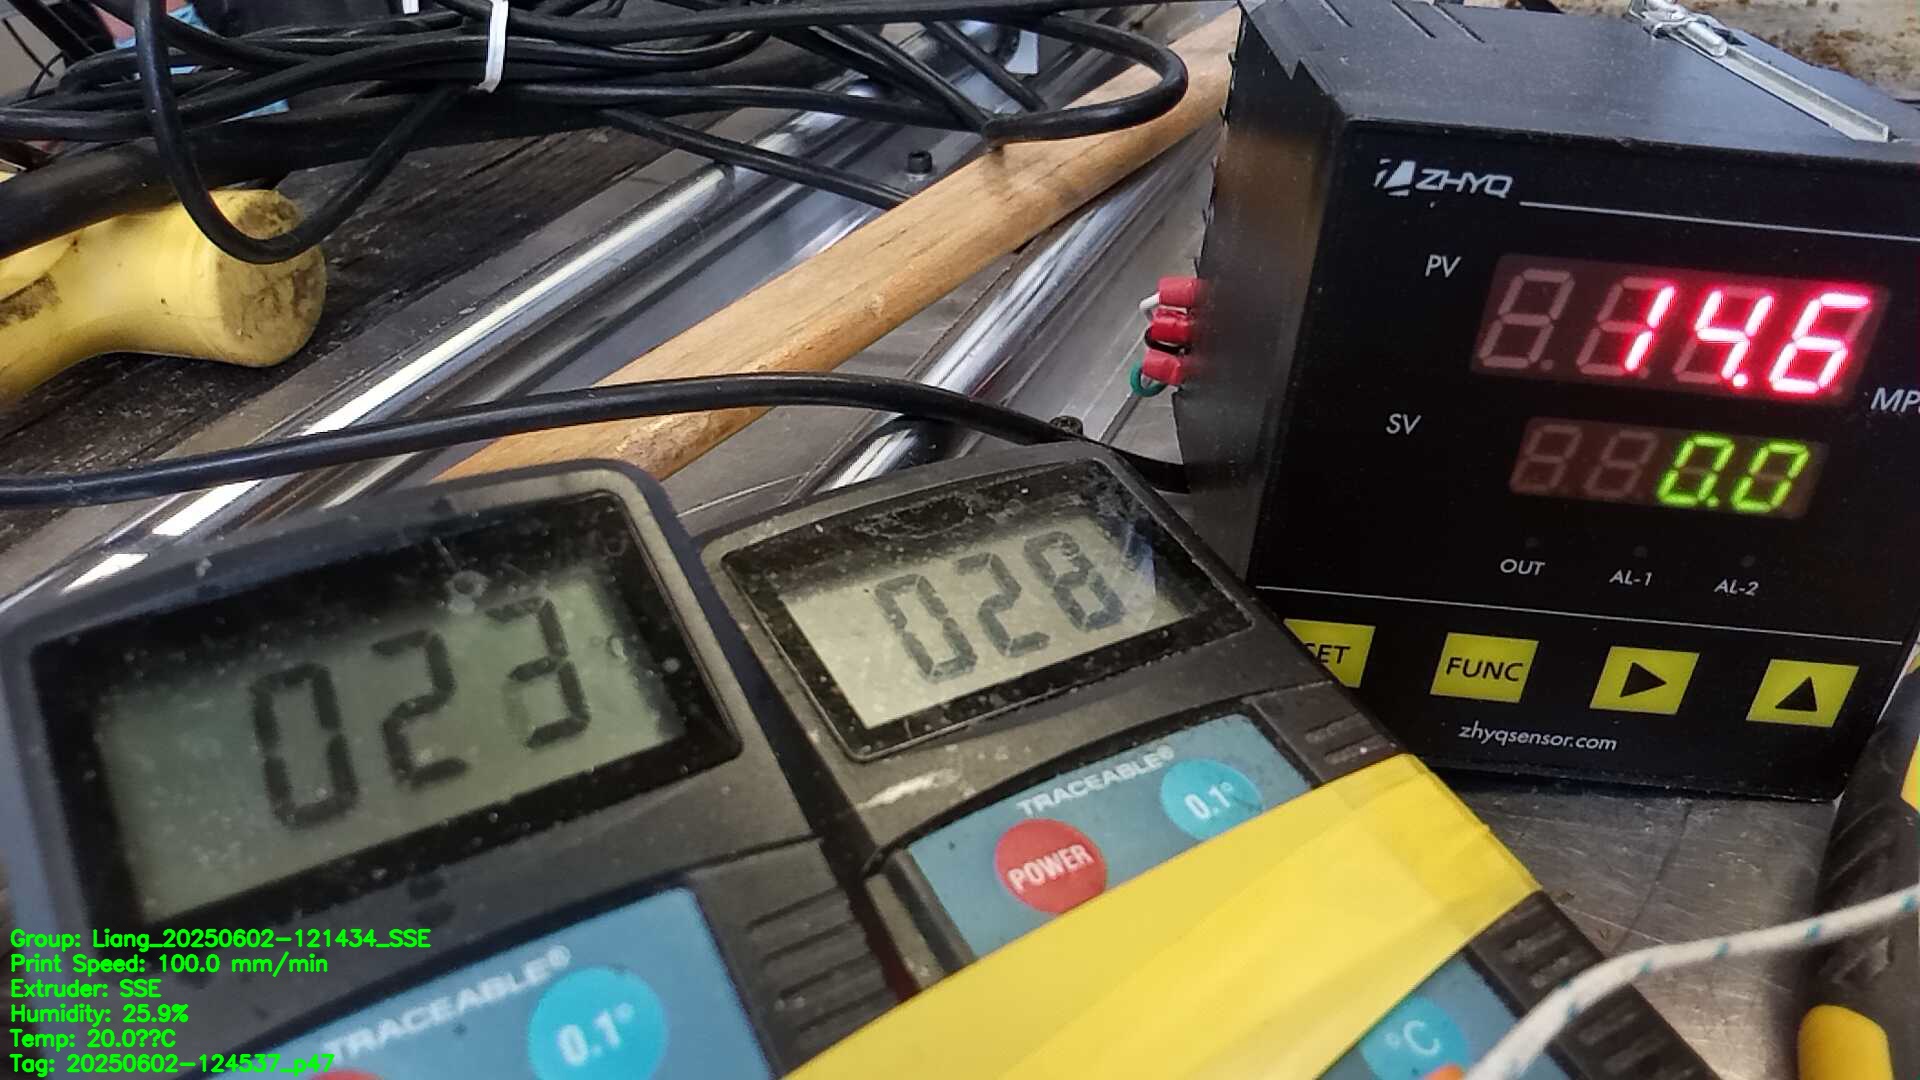 ZHYQ
PV
14.6
MP
SV
0.0
OUT AL-1 AL-2
SET FUNC
zhyqsensor.com
023
028
TRACEABLE® 0.1°
POWER
TRACEABLE® 0.1°
°C
Group: Liang_20250602-121434_SSE
Print Speed: 100.0 mm/min
Extruder: SSE
Humidity: 25.9%
Temp: 20.0??C
Tag: 20250602-124537_p47